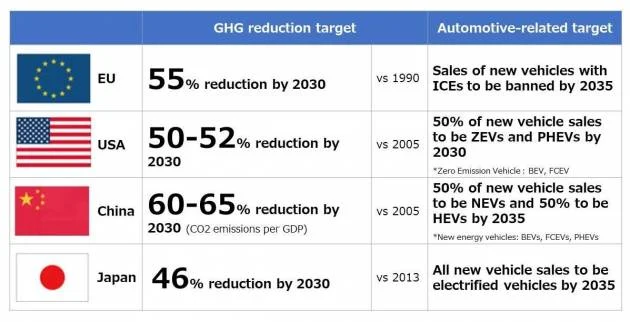 GHG reduction target
Automotive-related target
EU
55% reduction by 2030
vs 1990
Sales of new vehicles with
ICEs to be banned by 2035
USA
50-52% reduction by
2030
vs 2005
50% of new vehicle sales
to be ZEVs and PHEVs by
2030
*Zero Emission Vehicle : BEV, FCEV
China
60-65% reduction by
2030 (CO2 emissions per GDP)
vs 2005
50% of new vehicle sales
to be NEVs and 50% to be
HEVs by 2035
*New energy vehicles: BEVs, FCEVs, PHEVs
Japan
46% reduction by 2030
vs 2013
All new vehicle sales to be
electrified vehicles by 2035